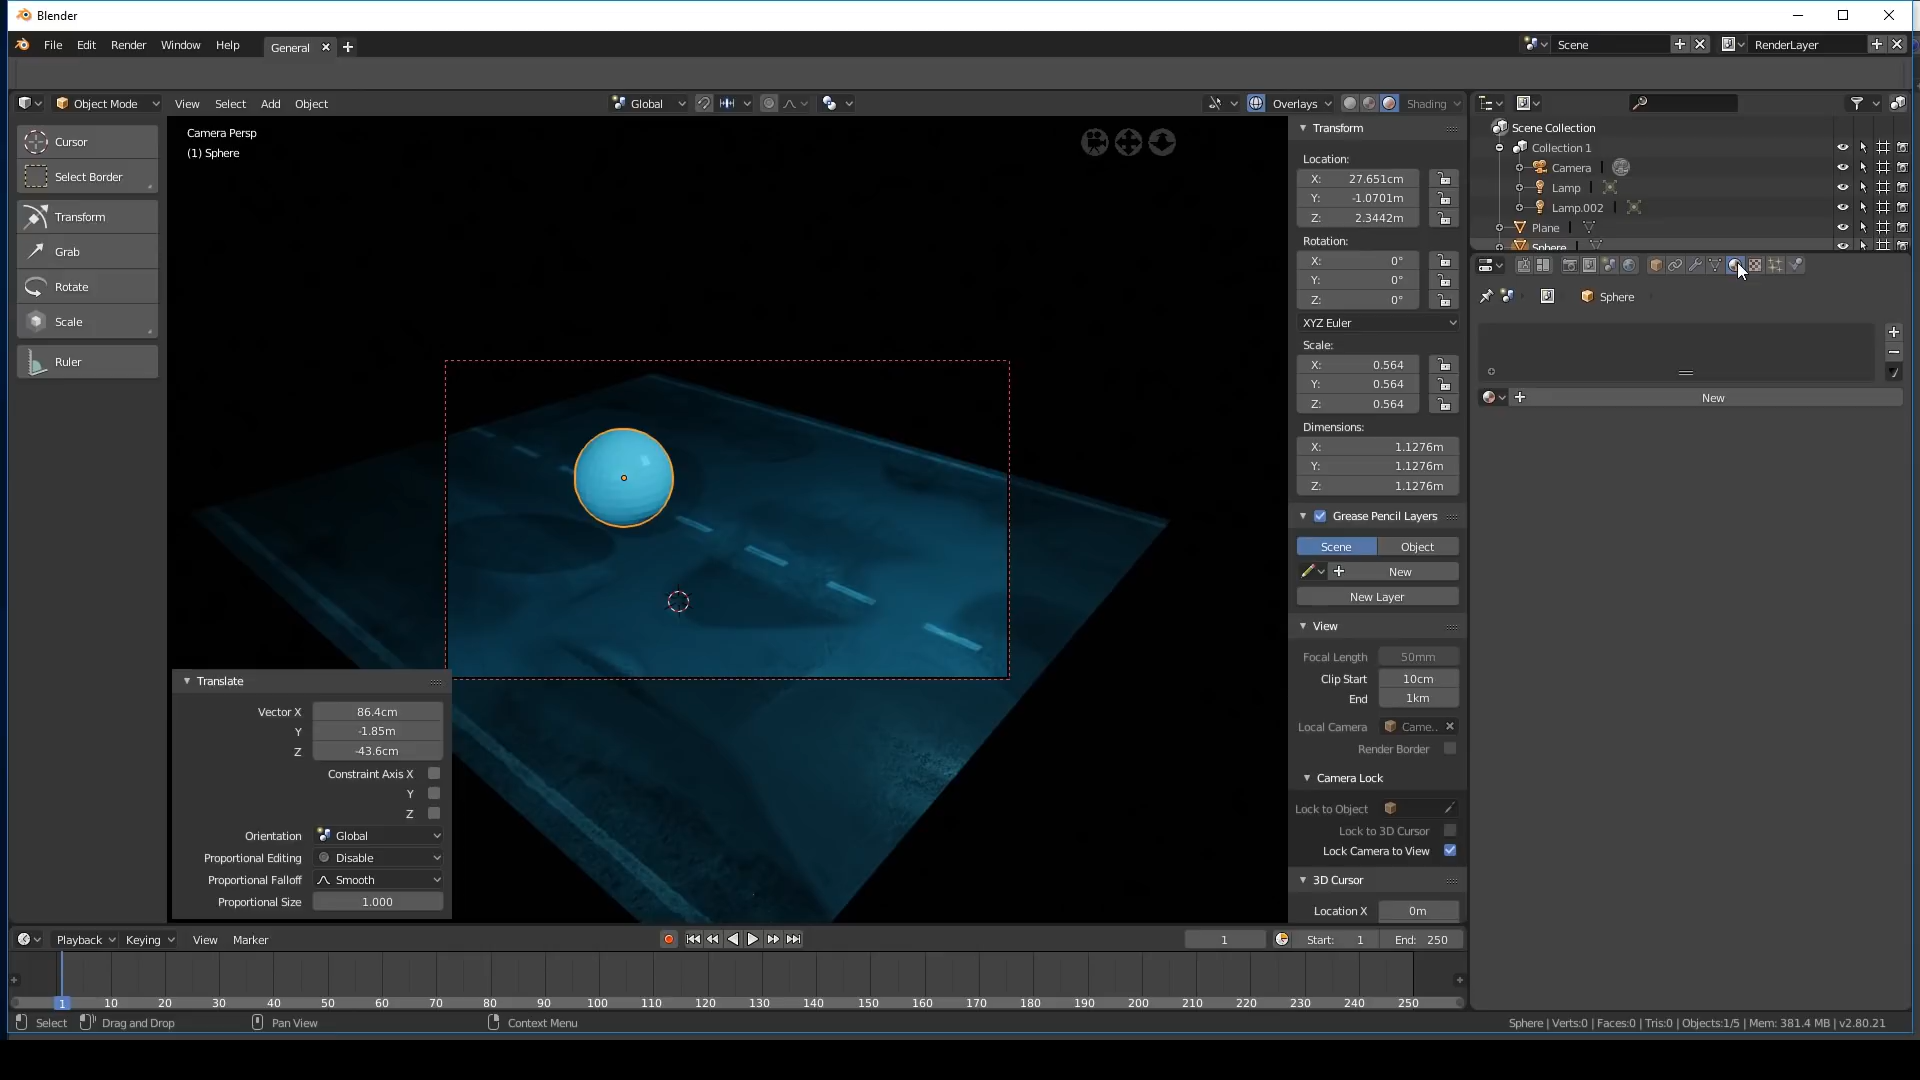 Blender
File Edit Render Window Help General Scene RenderLayer
Object Mode View Select Add Object Global Overlays Shading
Cursor
Select Border
Transform
Grab
Rotate
Scale
Ruler
Camera Persp
(1) Sphere
Translate
Vector X 86.4cm
Y -1.85m
Z -43.6cm
Constraint Axis X
Y
Z
Orientation Global
Proportional Editing Disable
Proportional Falloff Smooth
Proportional Size 1.000
Transform
Location:
X: 27.651cm
Y: -1.0701m
Z: 2.3442m
Rotation:
X: 0°
Y: 0°
Z: 0°
XYZ Euler
Scale:
X: 0.564
Y: 0.564
Z: 0.564
Dimensions:
X: 1.1276m
Y: 1.1276m
Z: 1.1276m
Grease Pencil Layers
Scene Object
New
New Layer
View
Focal Length 50mm
Clip Start 10cm
End 1km
Local Camera Came..
Render Border
Camera Lock
Lock to Object
Lock to 3D Cursor
Lock Camera to View
3D Cursor
Location X 0m
Scene Collection
Collection 1
Camera
Lamp
Lamp.002
Plane
Sphere
Sphere
New
Playback Keying View Marker 1 Start: 1 End: 250
1 10 20 30 40 50 60 70 80 90 100 110 120 130 140 150 160 170 180 190 200 210 220 230 240 250
Select Drag and Drop Pan View Context Menu Sphere | Verts:0 | Faces:0 | Tris:0 | Objects:1/5 | Mem: 381.4 MB | v2.80.21